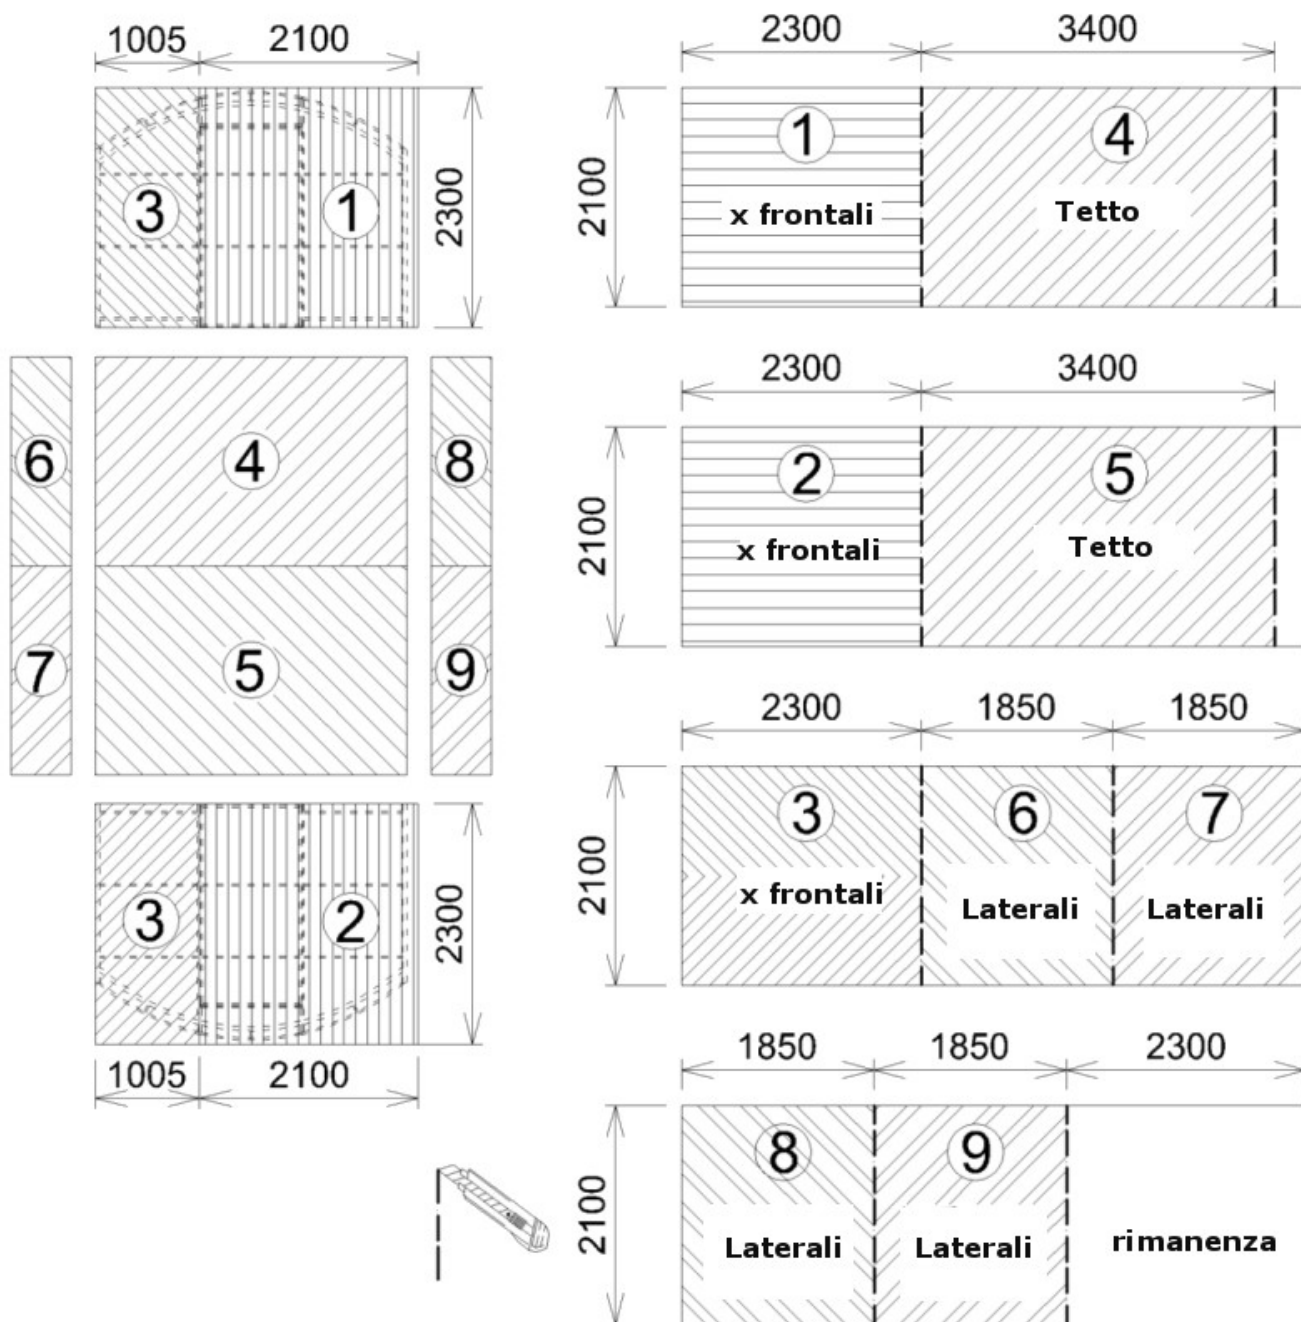 1005 2100
2300
3 1
6 4 8
7 5 9
3 2
2300
1005 2100
2300 3400
2100
1 4
x frontali Tetto
2300 3400
2100
2 5
x frontali Tetto
2300 1850 1850
2100
3 6 7
x frontali Laterali Laterali
1850 1850 2300
2100
8 9
Laterali Laterali rimanenza